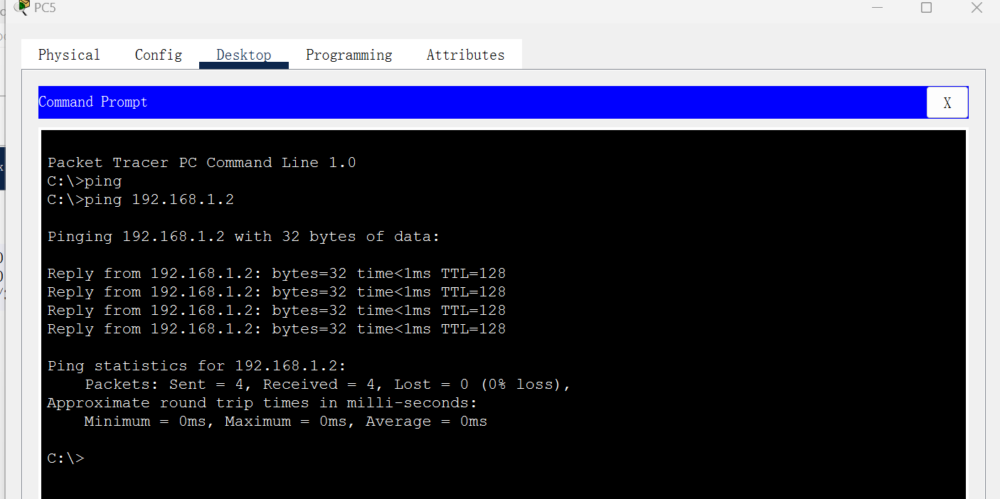 PC5
Physical Config Desktop Programming Attributes
Command Prompt X
Packet Tracer PC Command Line 1.0
C:\>ping
C:\>ping 192.168.1.2
Pinging 192.168.1.2 with 32 bytes of data:
Reply from 192.168.1.2: bytes=32 time<1ms TTL=128
Reply from 192.168.1.2: bytes=32 time<1ms TTL=128
Reply from 192.168.1.2: bytes=32 time<1ms TTL=128
Reply from 192.168.1.2: bytes=32 time<1ms TTL=128
Ping statistics for 192.168.1.2:
Packets: Sent = 4, Received = 4, Lost = 0 (0% loss),
Approximate round trip times in milli-seconds:
Minimum = 0ms, Maximum = 0ms, Average = 0ms
C:\>